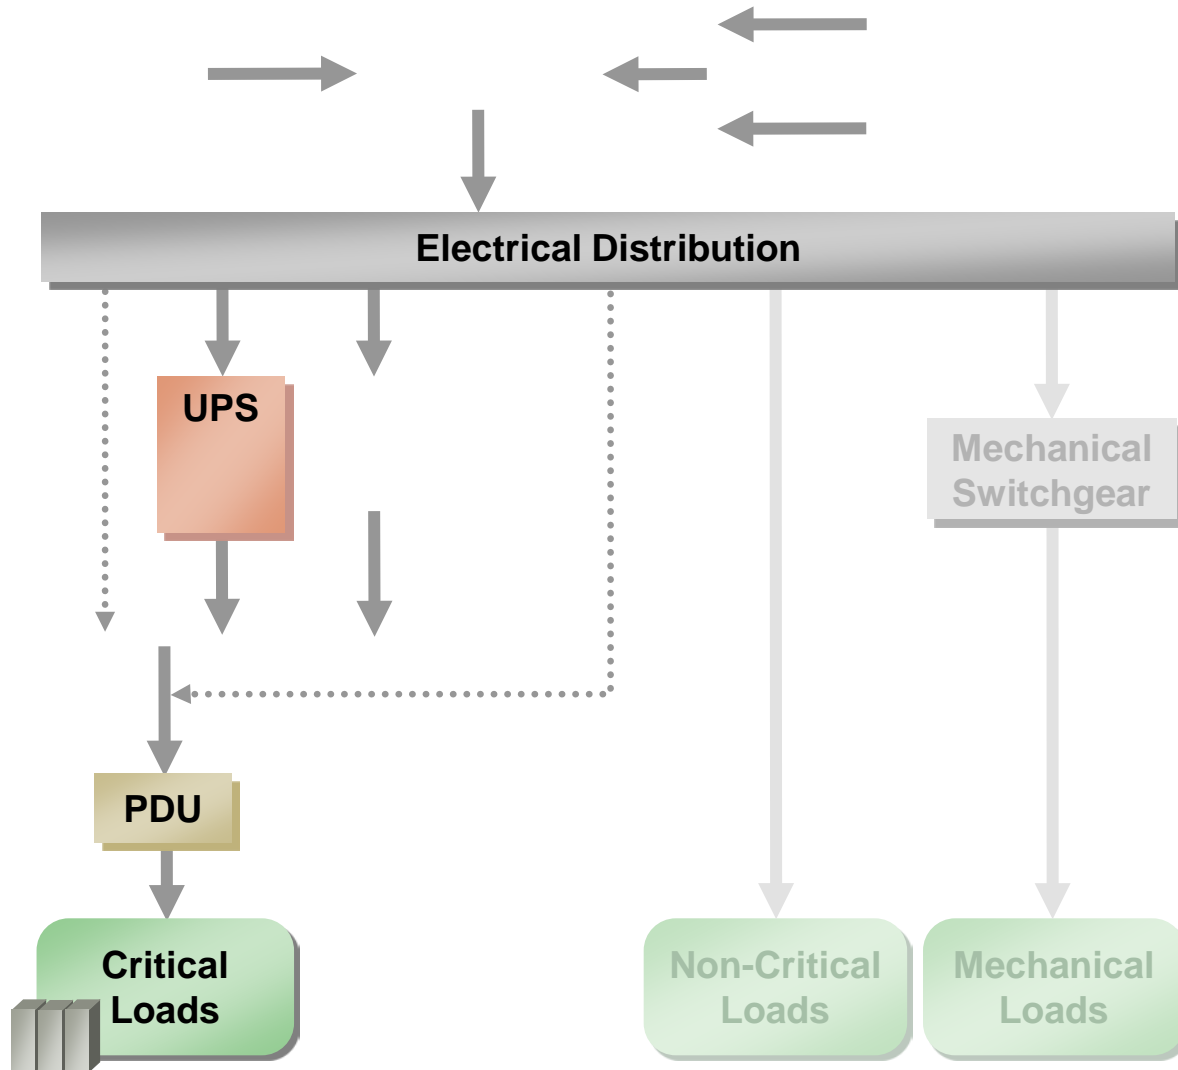 Electrical Distribution
UPS
Mechanical
Switchgear
PDU
Critical
Loads
Non-Critical
Loads
Mechanical
Loads